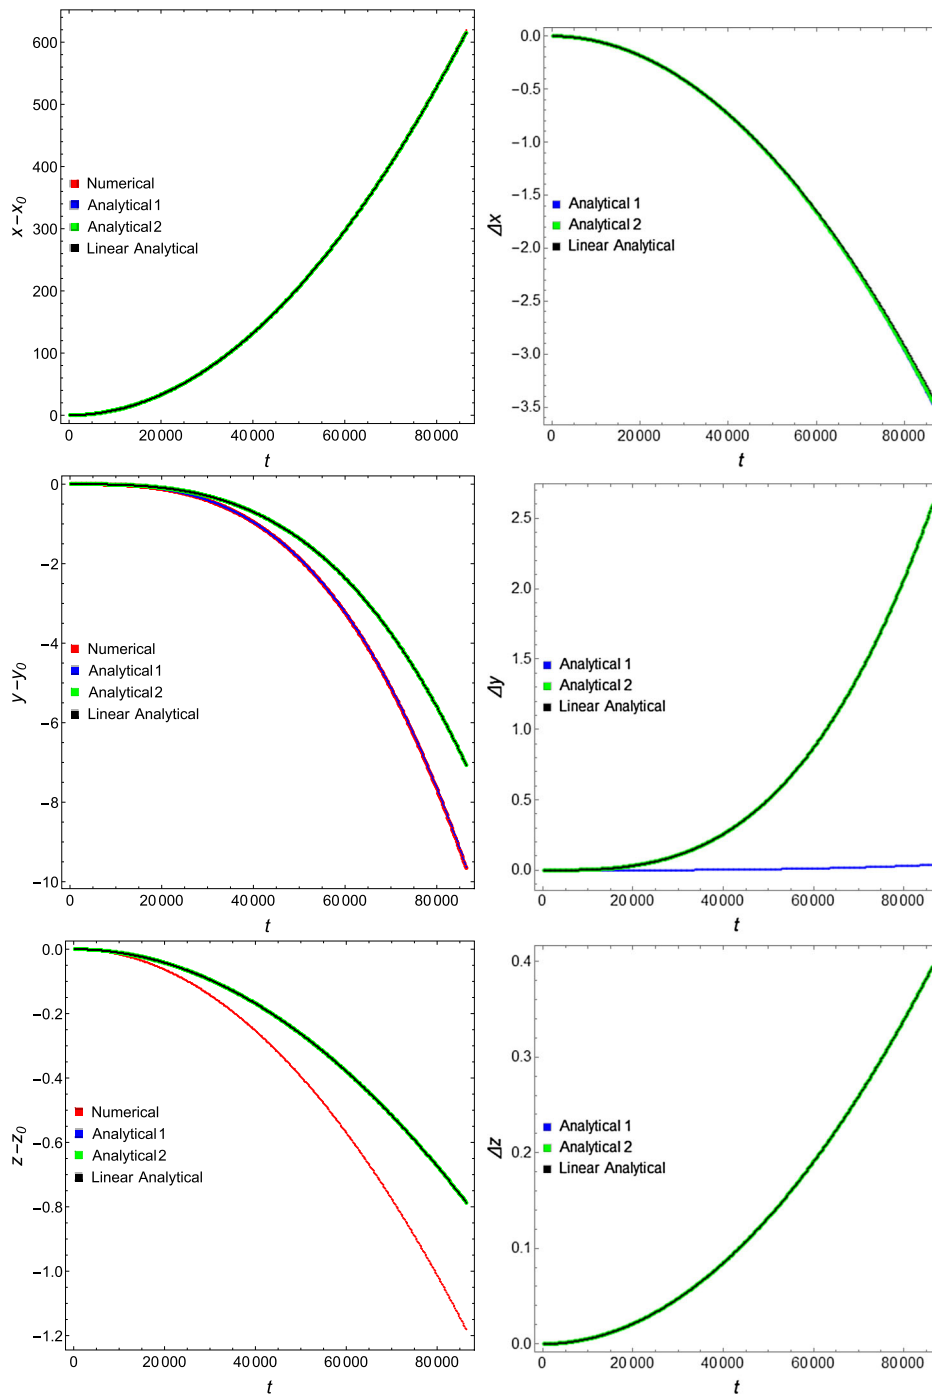 600
500
400
300
200
100
0
x-x0
Numerical
Analytical 1
Analytical 2
Linear Analytical
0 20000 40000 60000 80000
t
0.0
-0.5
-1.0
-1.5
-2.0
-2.5
-3.0
-3.5
Δx
Analytical 1
Analytical 2
Linear Analytical
0 20000 40000 60000 80000
t
0
-2
-4
-6
-8
-10
y-y0
Numerical
Analytical 1
Analytical 2
Linear Analytical
0 20000 40000 60000 80000
t
2.5
2.0
1.5
1.0
0.5
0.0
Δy
Analytical 1
Analytical 2
Linear Analytical
0 20000 40000 60000 80000
t
0.0
-0.2
-0.4
-0.6
-0.8
-1.0
-1.2
z-z0
Numerical
Analytical 1
Analytical 2
Linear Analytical
0 20000 40000 60000 80000
t
0.4
0.3
0.2
0.1
0.0
Δz
Analytical 1
Analytical 2
Linear Analytical
0 20000 40000 60000 80000
t